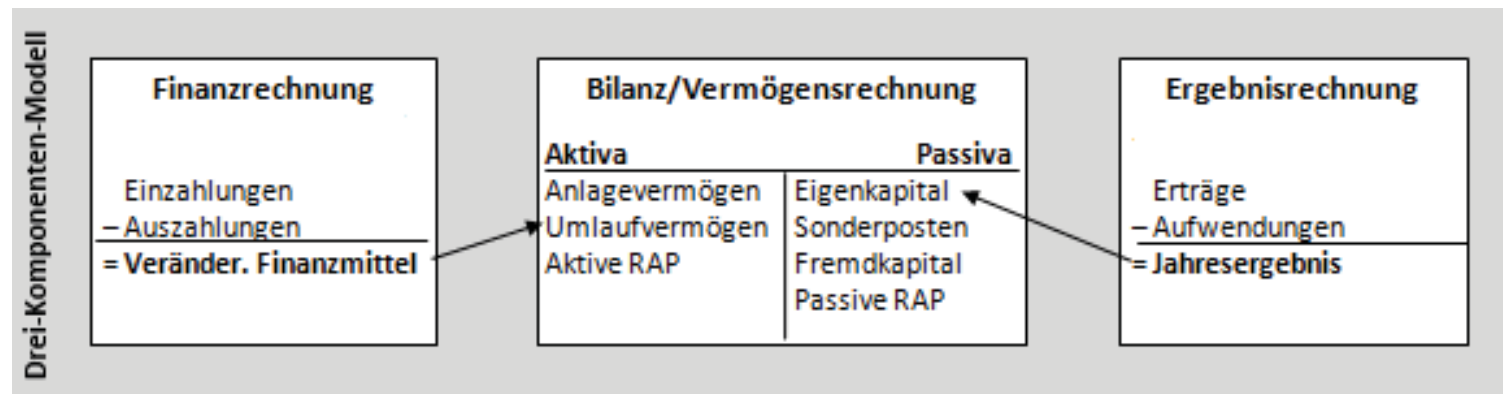 Drei-Komponenten-Modell
Finanzrechnung
Einzahlungen
– Auszahlungen
= Veränder. Finanzmittel
Bilanz/Vermögensrechnung
Aktiva Passiva
Anlagevermögen Eigenkapital
Umlaufvermögen Sonderposten
Aktive RAP Fremdkapital
Passive RAP
Ergebnisrechnung
Erträge
– Aufwendungen
= Jahresergebnis